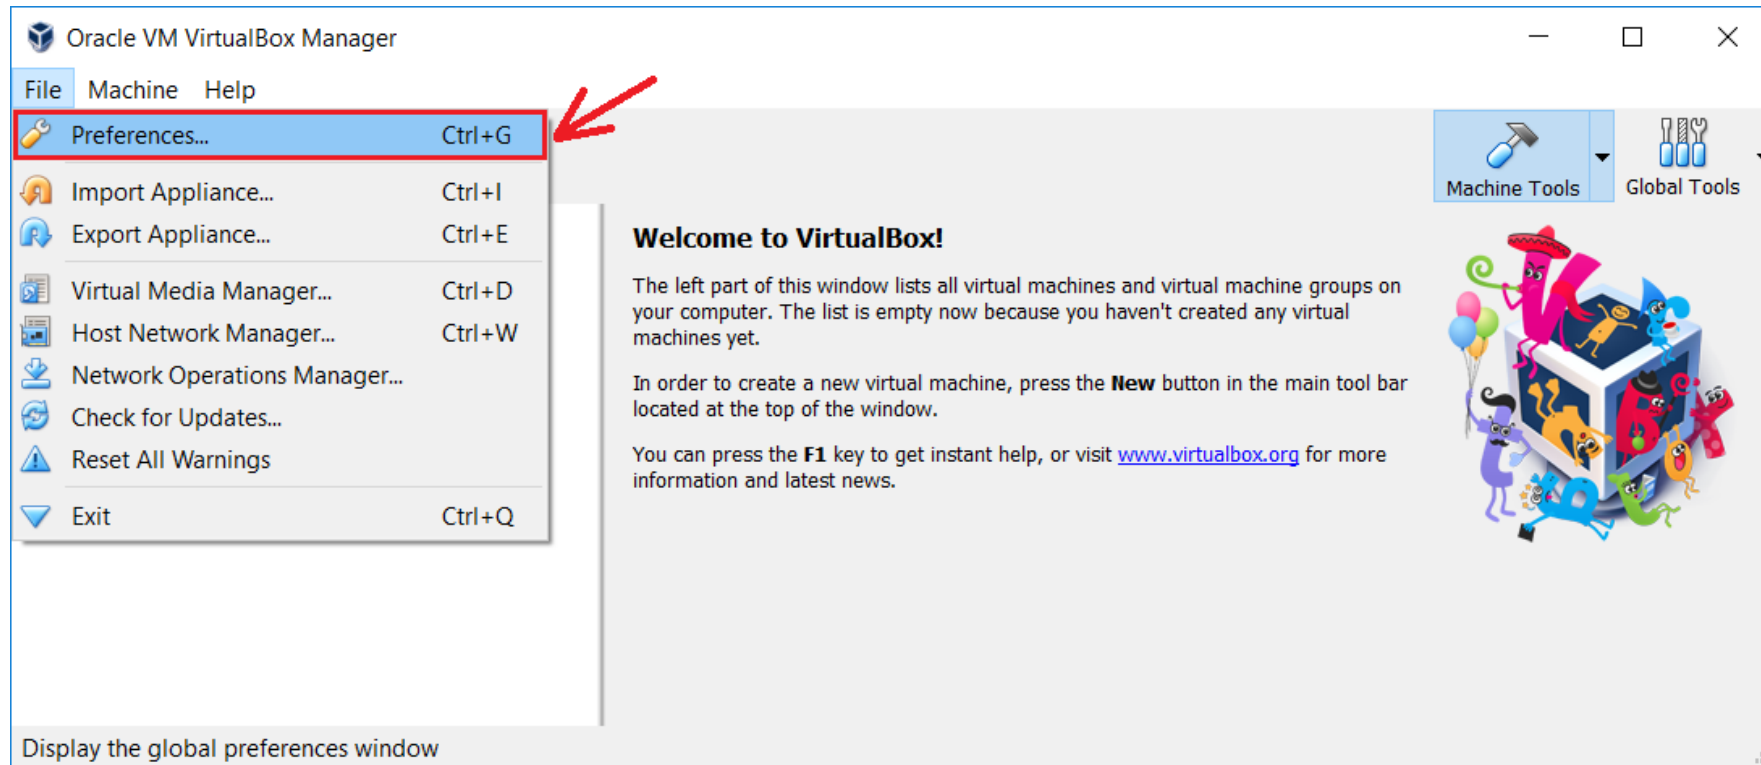 Oracle VM VirtualBox Manager
File Machine Help
Preferences... Ctrl+G
Import Appliance... Ctrl+I
Export Appliance... Ctrl+E
Virtual Media Manager... Ctrl+D
Host Network Manager... Ctrl+W
Network Operations Manager...
Check for Updates...
Reset All Warnings
Exit Ctrl+Q
Machine Tools
Global Tools
Welcome to VirtualBox!
The left part of this window lists all virtual machines and virtual machine groups on
your computer. The list is empty now because you haven't created any virtual
machines yet.
In order to create a new virtual machine, press the New button in the main tool bar
located at the top of the window.
You can press the F1 key to get instant help, or visit www.virtualbox.org for more
information and latest news.
Display the global preferences window